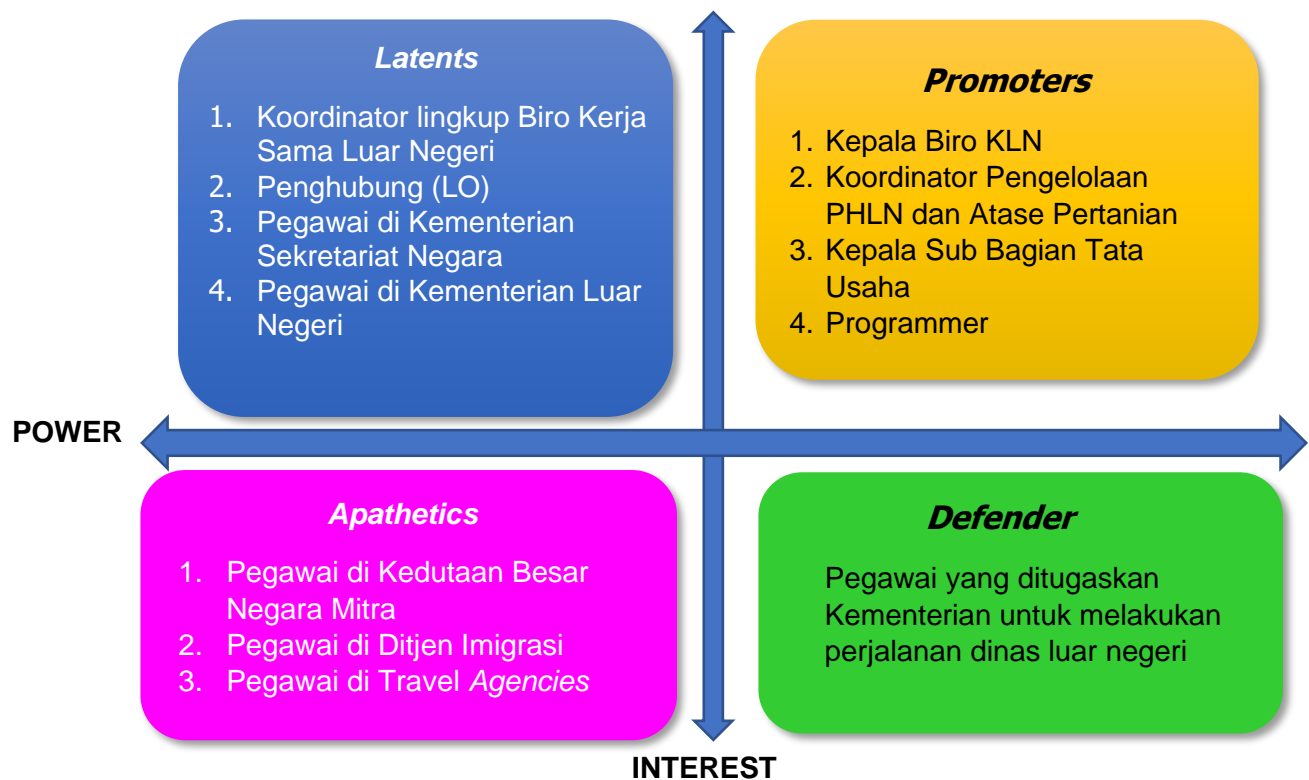 Latents
1. Koordinator lingkup Biro Kerja
Sama Luar Negeri
2. Penghubung (LO)
3. Pegawai di Kementerian
Sekretariat Negara
4. Pegawai di Kementerian Luar
Negeri
Promoters
1. Kepala Biro KLN
2. Koordinator Pengelolaan
PHLN dan Atase Pertanian
3. Kepala Sub Bagian Tata
Usaha
4. Programmer
POWER
Apathetics
1. Pegawai di Kedutaan Besar
Negara Mitra
2. Pegawai di Ditjen Imigrasi
3. Pegawai di Travel Agencies
Defender
Pegawai yang ditugaskan
Kementerian untuk melakukan
perjalanan dinas luar negeri
INTEREST